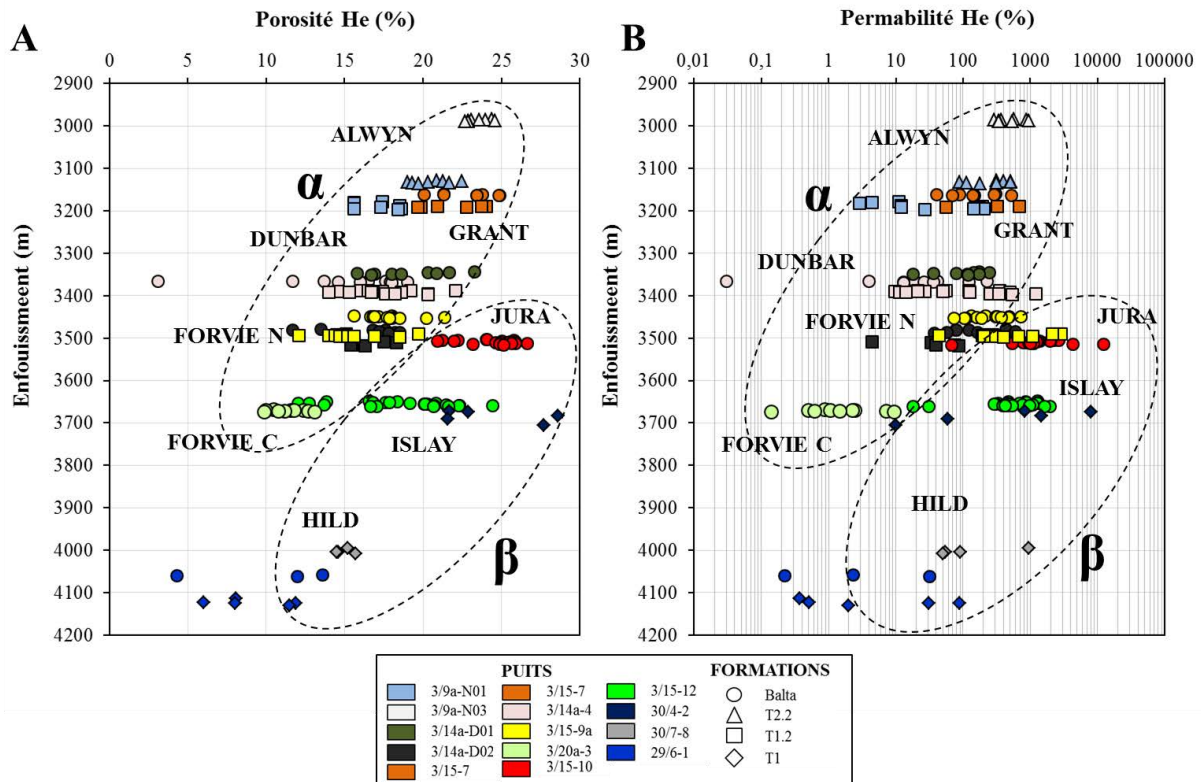 Porosité He (%)
Permabilité He (%)
A
B
0 5 10 15 20 25 30
0,01 0,1 1 10 100 1000 10000 100000
2900
3000
3100
3200
3300
3400
3500
3600
3700
3800
3900
4000
4100
4200
Enfouissmeent (m)
ALWYN
α
DUNBAR
GRANT
FORVIE N
JURA
FORVIE C
ISLAY
HILD
β
2900
3000
3100
3200
3300
3400
3500
3600
3700
3800
3900
4000
4100
4200
Enfouissement (m)
ALWYN
α
GRANT
DUNBAR
FORVIE N
JURA
ISLAY
FORVIE C
HILD
β
PUITS
3/9a-N01
3/9a-N03
3/14a-D01
3/14a-D02
3/15-7
3/15-7
3/14a-4
3/15-9a
3/20a-3
3/15-10
3/15-12
30/4-2
30/7-8
29/6-1
FORMATIONS
Balta
T2.2
T1.2
T1